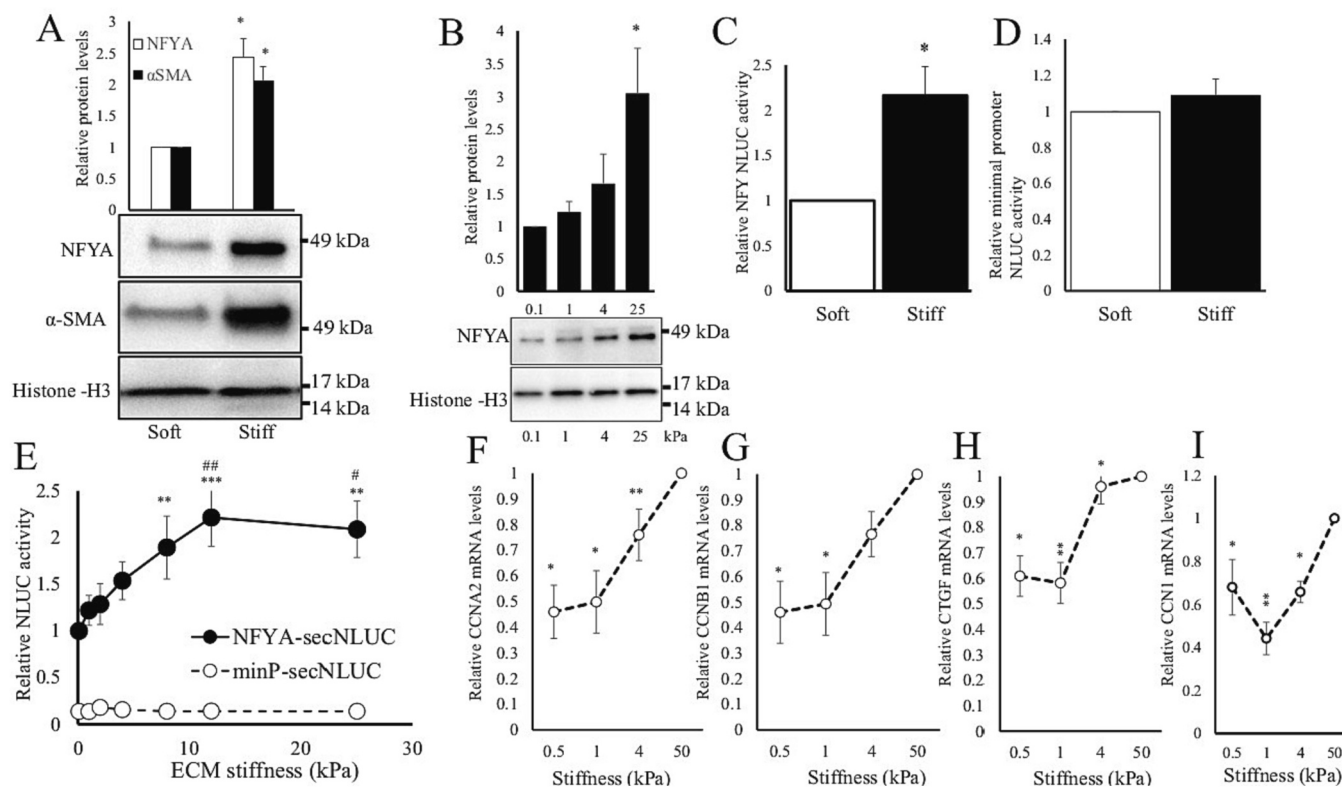 A
Relative protein levels
3
2.5
2
1.5
1
0.5
0
NFYA
αSMA
*
*
NFYA
49 kDa
α-SMA
49 kDa
Histone -H3
17 kDa
14 kDa
Soft
Stiff
B
Relative protein levels
4
3.5
3
2.5
2
1.5
1
0.5
0
*
0.1
1
4
25
NFYA
49 kDa
Histone -H3
17 kDa
14 kDa
0.1
1
4
25
kPa
C
Relative NFY NLUC activity
2.5
2
1.5
1
0.5
0
*
Soft
Stiff
D
Relative minimal promoter
NLUC activity
1.4
1.2
1
0.8
0.6
0.4
0.2
0
Soft
Stiff
E
Relative NLUC activity
2.5
2
1.5
1
0.5
0
**
##
***
#
**
NFYA-secNLUC
minP-secNLUC
0
10
20
30
ECM stiffness (kPa)
F
Relative CCNA2 mRNA levels
1
0.9
0.8
0.7
0.6
0.5
0.4
0.3
0.2
0.1
0
*
*
**
0.5
1
4
50
Stiffness (kPa)
G
Relative CCNB1 mRNA levels
1
0.9
0.8
0.7
0.6
0.5
0.4
0.3
0.2
0.1
0
*
*
0.5
1
4
50
Stiffness (kPa)
H
Relative CTGF mRNA levels
1
0.9
0.8
0.7
0.6
0.5
0.4
0.3
0.2
0.1
0
*
**
*
0.5
1
4
50
Stiffness (kPa)
I
Relative CCN1 mRNA levels
1.2
1
0.8
0.6
0.4
0.2
0
*
**
*
0.5
1
4
50
Stiffness (kPa)